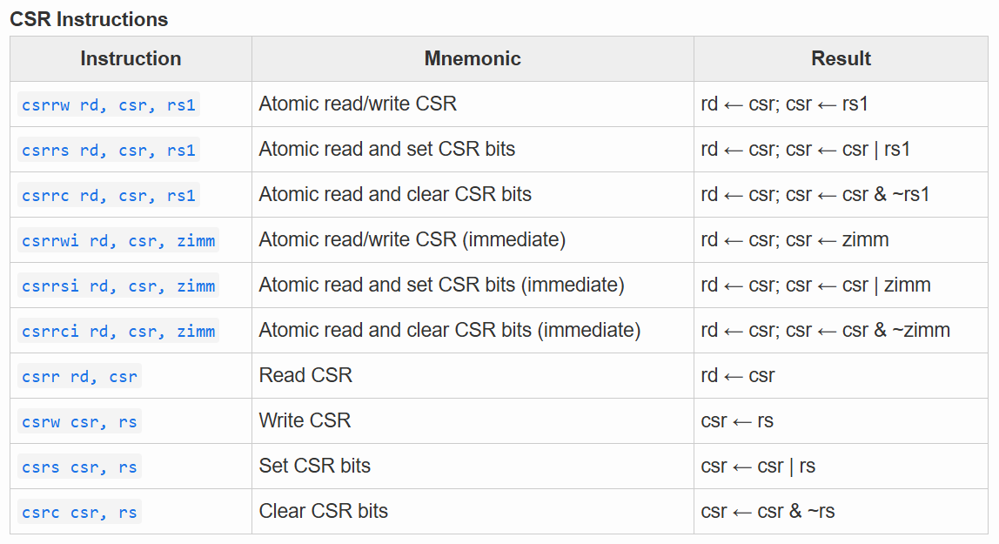 CSR Instructions
Instruction Mnemonic Result
csrrw rd, csr, rs1 Atomic read/write CSR rd ← csr; csr ← rs1
csrrs rd, csr, rs1 Atomic read and set CSR bits rd ← csr; csr ← csr | rs1
csrrc rd, csr, rs1 Atomic read and clear CSR bits rd ← csr; csr ← csr & ~rs1
csrrwi rd, csr, zimm Atomic read/write CSR (immediate) rd ← csr; csr ← zimm
csrrsi rd, csr, zimm Atomic read and set CSR bits (immediate) rd ← csr; csr ← csr | zimm
csrrci rd, csr, zimm Atomic read and clear CSR bits (immediate) rd ← csr; csr ← csr & ~zimm
csrr rd, csr Read CSR rd ← csr
csrw csr, rs Write CSR csr ← rs
csrs csr, rs Set CSR bits csr ← csr | rs
csrc csr, rs Clear CSR bits csr ← csr & ~rs